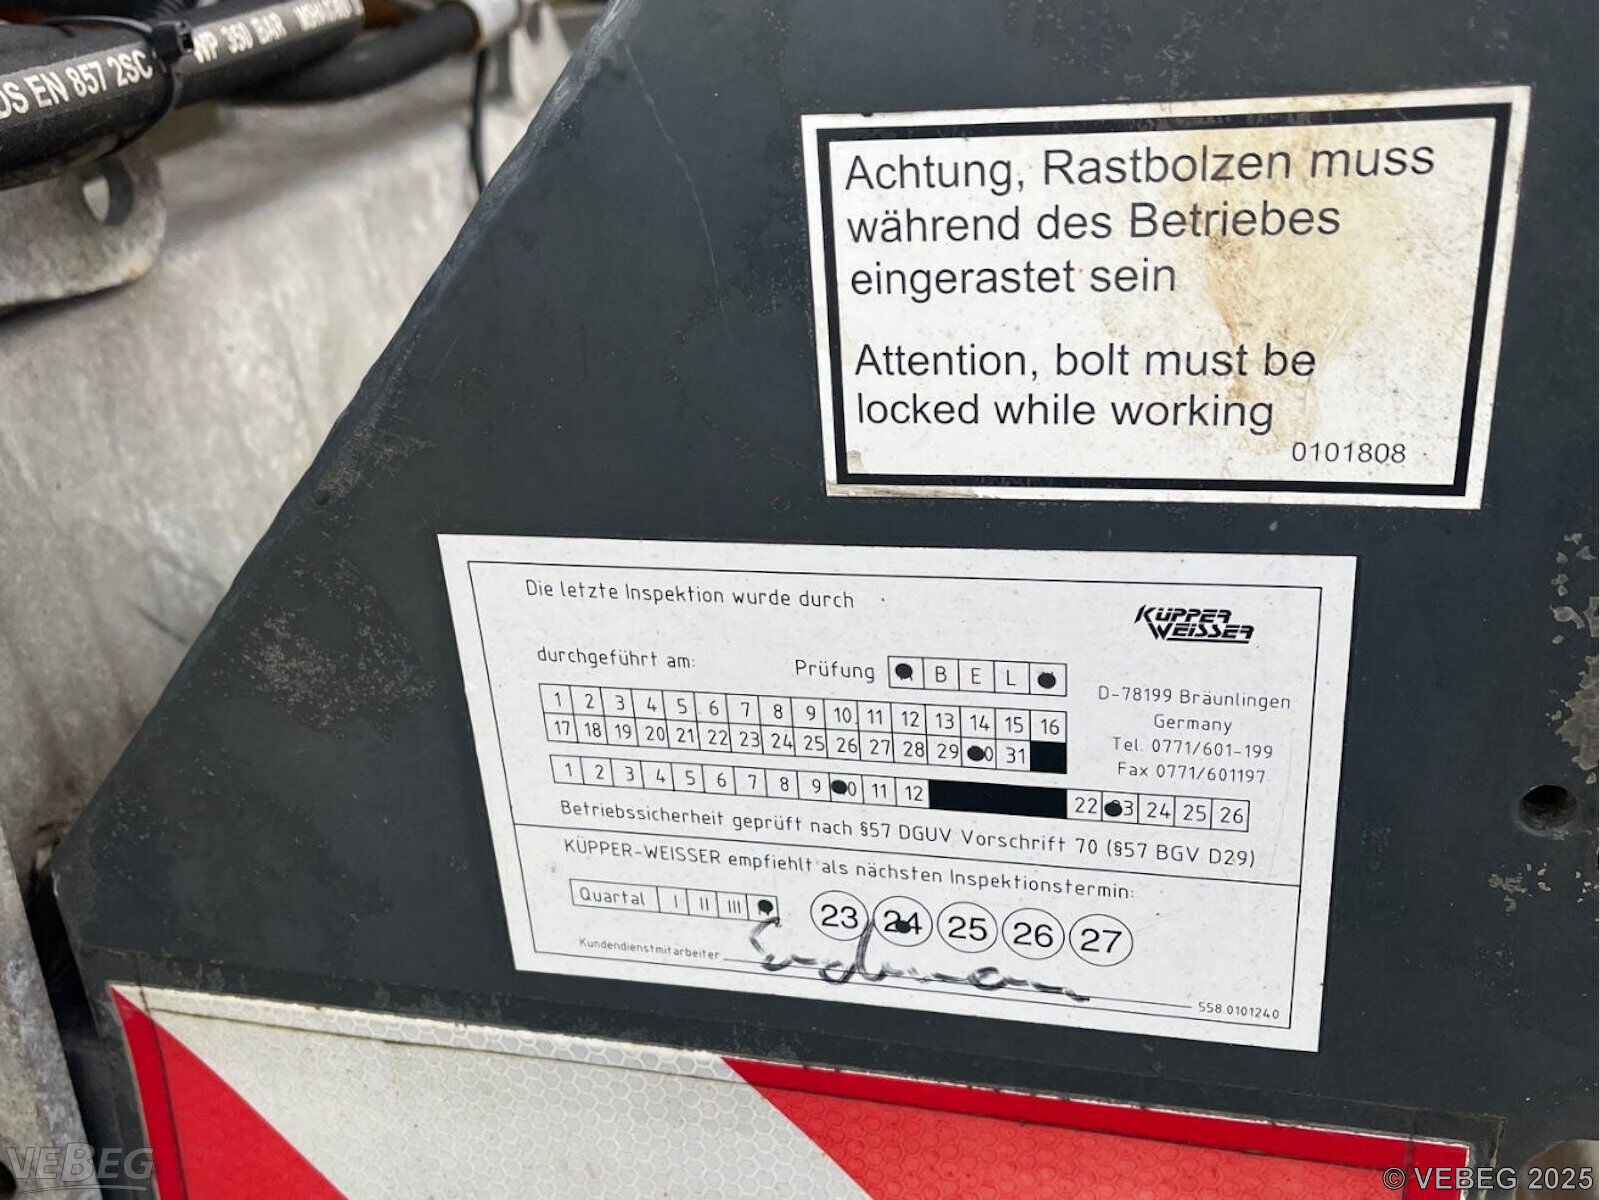 DS EN 857 2SC
WP 350 EAR
Achtung, Rastbolzen muss
während des Betriebes
eingerastet sein
Attention, bolt must be
locked while working
0101808
Die letzte Inspektion wurde durch
KÜPPER
WEISSER
durchgeführt am:
Prüfung B E L
D-78199 Bräunlingen
Germany
Tel. 0771/601-199
Fax 0771/601197
1 2 3 4 5 6 7 8 9 10 11 12 13 14 15 16
17 18 19 20 21 22 23 24 25 26 27 28 29 30 31
1 2 3 4 5 6 7 8 9 10 11 12 22 23 24 25 26
Betriebssicherheit geprüft nach §57 DGUV Vorschrift 70 (§57 BGV D29)
KÜPPER-WEISSER empfiehlt als nächsten Inspektionstermin:
Quartal I II III 23 24 25 26 27
Kundendienstmitarbeiter
558.0101240
VEBEG
© VEBEG 2025